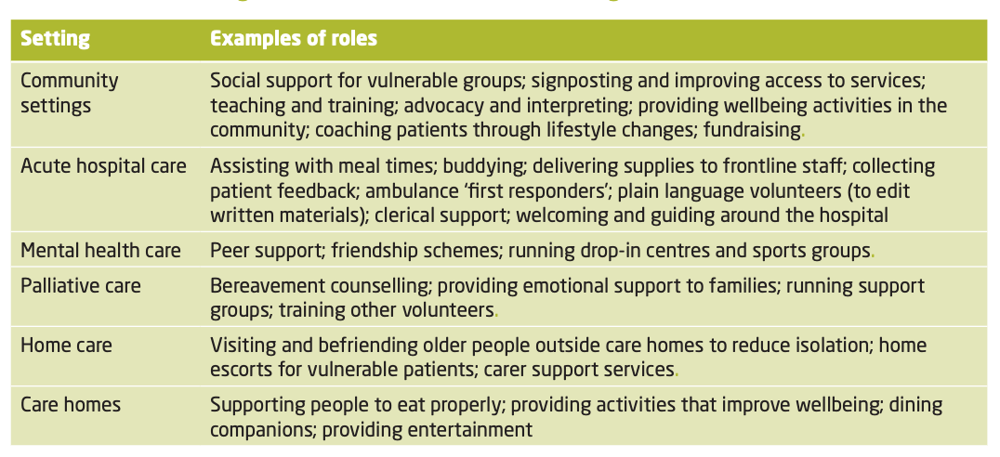 Setting Examples of roles
Community settings
Social support for vulnerable groups; signposting and improving access to services;
teaching and training; advocacy and interpreting; providing wellbeing activities in the
community; coaching patients through lifestyle changes; fundraising.
Acute hospital care
Assisting with meal times; buddying; delivering supplies to frontline staff; collecting
patient feedback; ambulance ‘first responders’; plain language volunteers (to edit
written materials); clerical support; welcoming and guiding around the hospital
Mental health care
Peer support; friendship schemes; running drop-in centres and sports groups.
Palliative care
Bereavement counselling; providing emotional support to families; running support
groups; training other volunteers.
Home care
Visiting and befriending older people outside care homes to reduce isolation; home
escorts for vulnerable patients; carer support services.
Care homes
Supporting people to eat properly; providing activities that improve wellbeing; dining
companions; providing entertainment